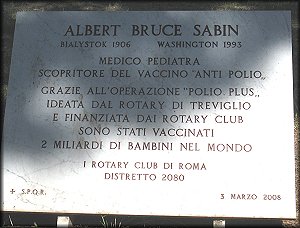 ALBERT BRUCE SABIN
BIALYSTOK 1906 WASHINGTON 1993
MEDICO PEDIATRA
SCOPRITORE DEL VACCINO "ANTI POLIO„
GRAZIE ALL'OPERAZIONE "POLIO PLUS„
IDEATA DAL ROTARY DI TREVIGLIO
E FINANZIATA DAI ROTARY CLUB
SONO STATI VACCINATI
2 MILIARDI DI BAMBINI NEL MONDO
I ROTARY CLUB DI ROMA
DISTRETTO 2080
+ S.P.Q.R. 3 MARZO 2008